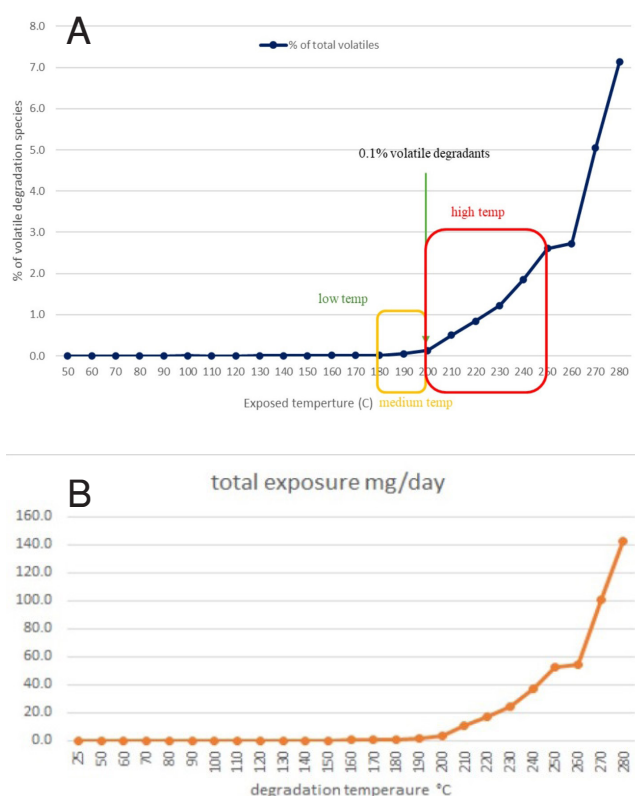 A
8.0
% of total volatiles
7.0
6.0
5.0
4.0
3.0
2.0
1.0
0.0
% of volatile degradation species
0.1% volatile degradants
high temp
low temp
50 60 70 80 90 100 110 120 130 140 150 160 170 180 190 200 210 220 230 240 250 260 270 280
Exposed temperture (C)
medium temp
B
total exposure mg/day
160.0
140.0
120.0
100.0
80.0
60.0
40.0
20.0
0.0
25 50 60 70 80 90 100 110 120 130 140 150 160 170 180 190 200 210 220 230 240 250 260 270 280
degradation temperaure °C